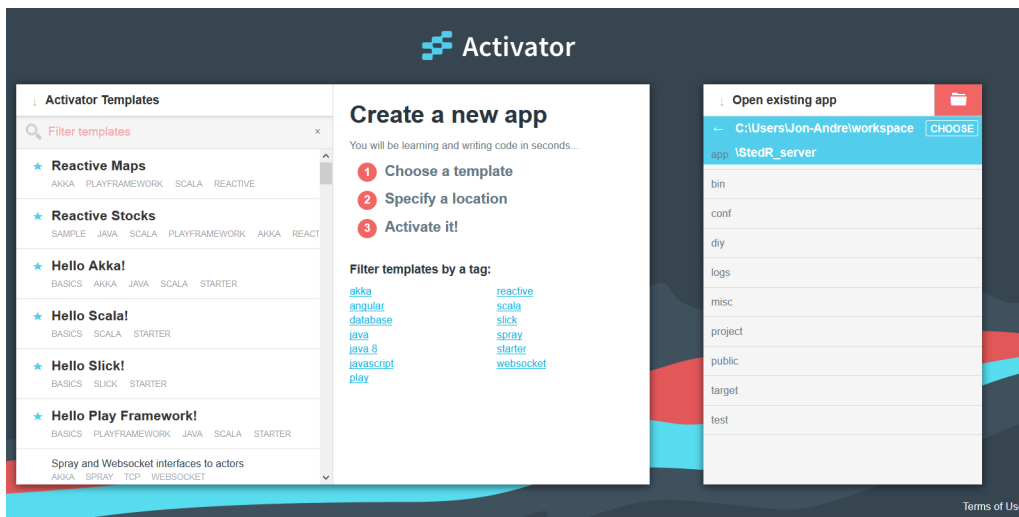 Activator
Activator Templates
Filter templates
×
Reactive Maps
AKKA PLAYFRAMEWORK SCALA REACTIVE
Reactive Stocks
SAMPLE JAVA SCALA PLAYFRAMEWORK AKKA REACT
Hello Akka!
BASICS AKKA JAVA SCALA STARTER
Hello Scala!
BASICS SCALA STARTER
Hello Slick!
BASICS SLICK STARTER
Hello Play Framework!
BASICS PLAYFRAMEWORK JAVA SCALA STARTER
Spray and Websocket interfaces to actors
AKKA SPRAY TCP WEBSOCKET
Create a new app
You will be learning and writing code in seconds...
1 Choose a template
2 Specify a location
3 Activate it!
Filter templates by a tag:
akka
angular
database
java
java 8
javascript
play
reactive
scala
slick
spray
starter
websocket
Open existing app
← C:\Users\Jon-Andre\workspace CHOOSE
app \StedR_server
bin
conf
diy
logs
misc
project
public
target
test
Terms of Use